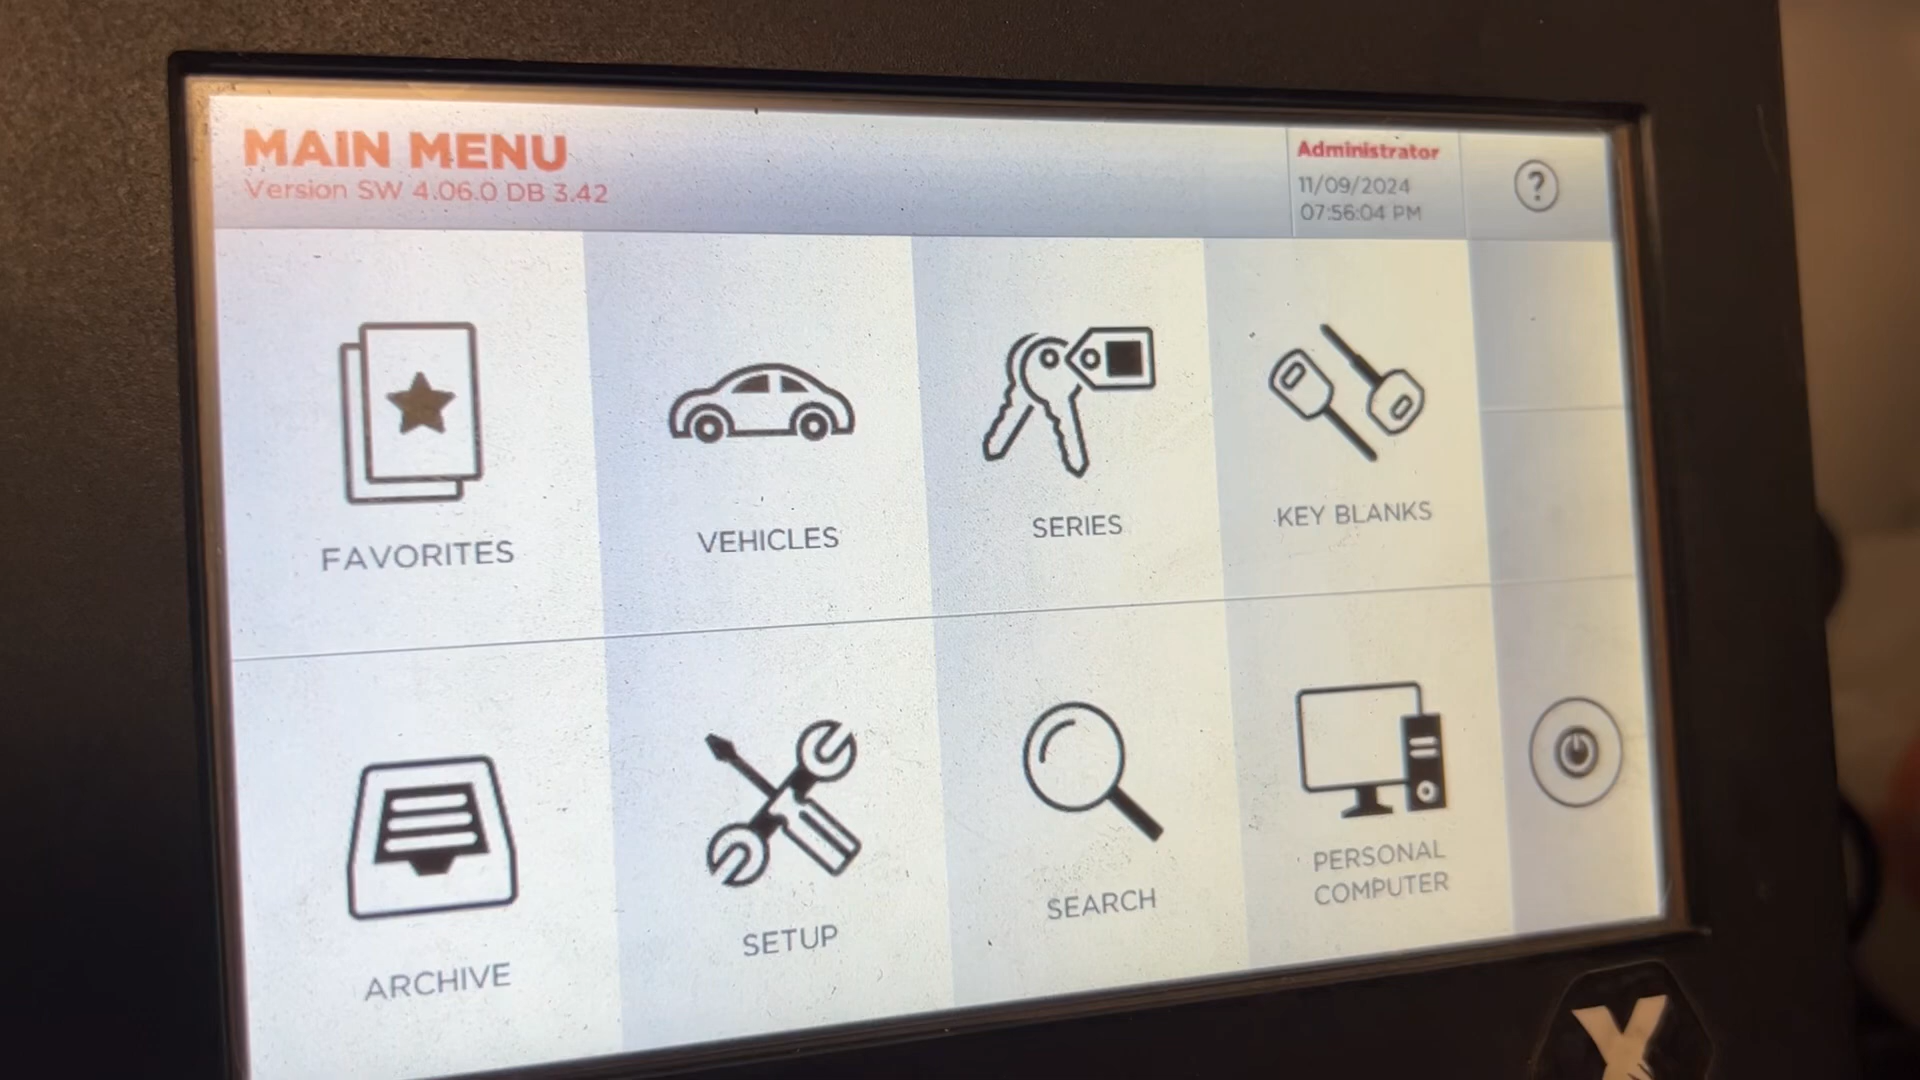 MAIN MENU
Version SW 4.06.0 DB 3.42
Administrator
11/09/2024
07:56:04 PM
?
FAVORITES
VEHICLES
SERIES
KEY BLANKS
ARCHIVE
SETUP
SEARCH
PERSONAL
COMPUTER
X